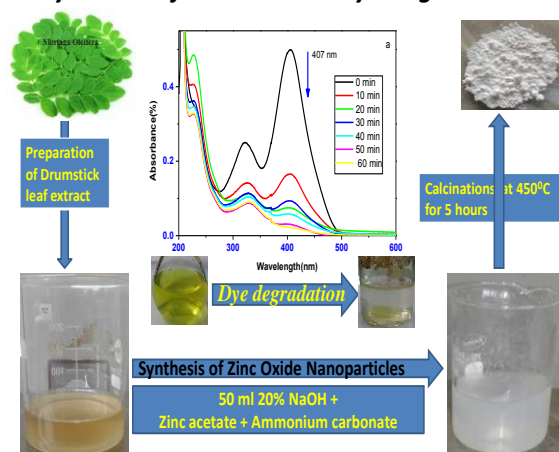 Moringa Oleifera
Preparation
of Drumstick
leaf extract
a
407 nm
0 min
10 min
20 min
30 min
40 min
50 min
60 min
Absorbance(%)
0.4
0.2
0.0
200 300 400 500 600
Wavelength(nm)
Calcinations at 450⁰C
for 5 hours
Dye degradation
Synthesis of Zinc Oxide Nanoparticles
50 ml 20% NaOH +
Zinc acetate + Ammonium carbonate
100